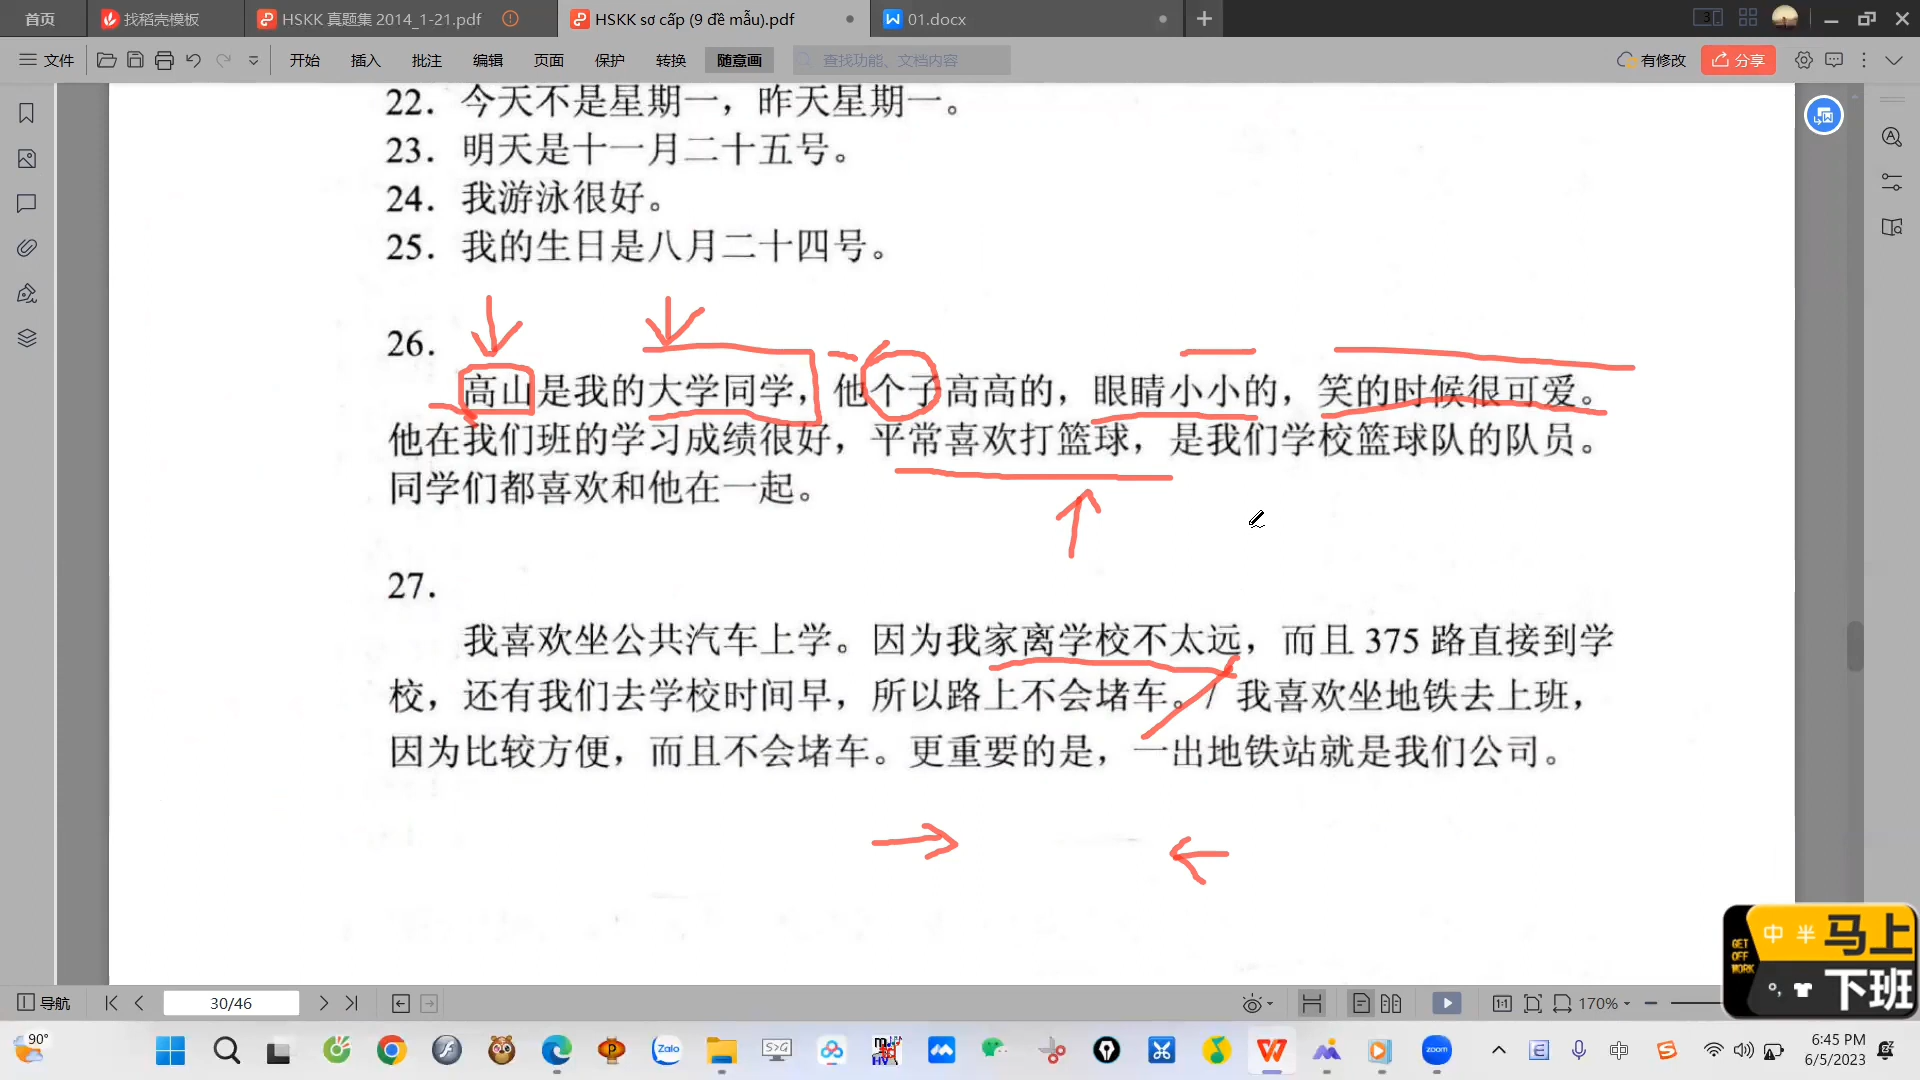 首页
找稻壳模板
HSKK 真题集 2014_1-21.pdf
HSKK sơ cấp (9 đề mẫu).pdf
01.docx
文件
开始
插入
批注
编辑
页面
保护
转换
随意画
查找功能、文档内容
有修改
分享
22. 今天不是星期一，昨天星期一。
23. 明天是十一月二十五号。
24. 我游泳很好。
25. 我的生日是八月二十四号。
26.
高山是我的大学同学，他个子高高的，眼睛小小的，笑的时候很可爱。
他在我们班的学习成绩很好，平常喜欢打篮球，是我们学校篮球队的队员。
同学们都喜欢和他在一起。
27.
我喜欢坐公共汽车上学。因为我家离学校不太远，而且 375 路直接到学
校，还有我们去学校时间早，所以路上不会堵车。/ 我喜欢坐地铁去上班，
因为比较方便，而且不会堵车。更重要的是，一出地铁站就是我们公司。
GET OFF WORK
中 半 马上
下班
导航
30/46
170%
90°
Zalo
zoom
中
6:45 PM
6/5/2023